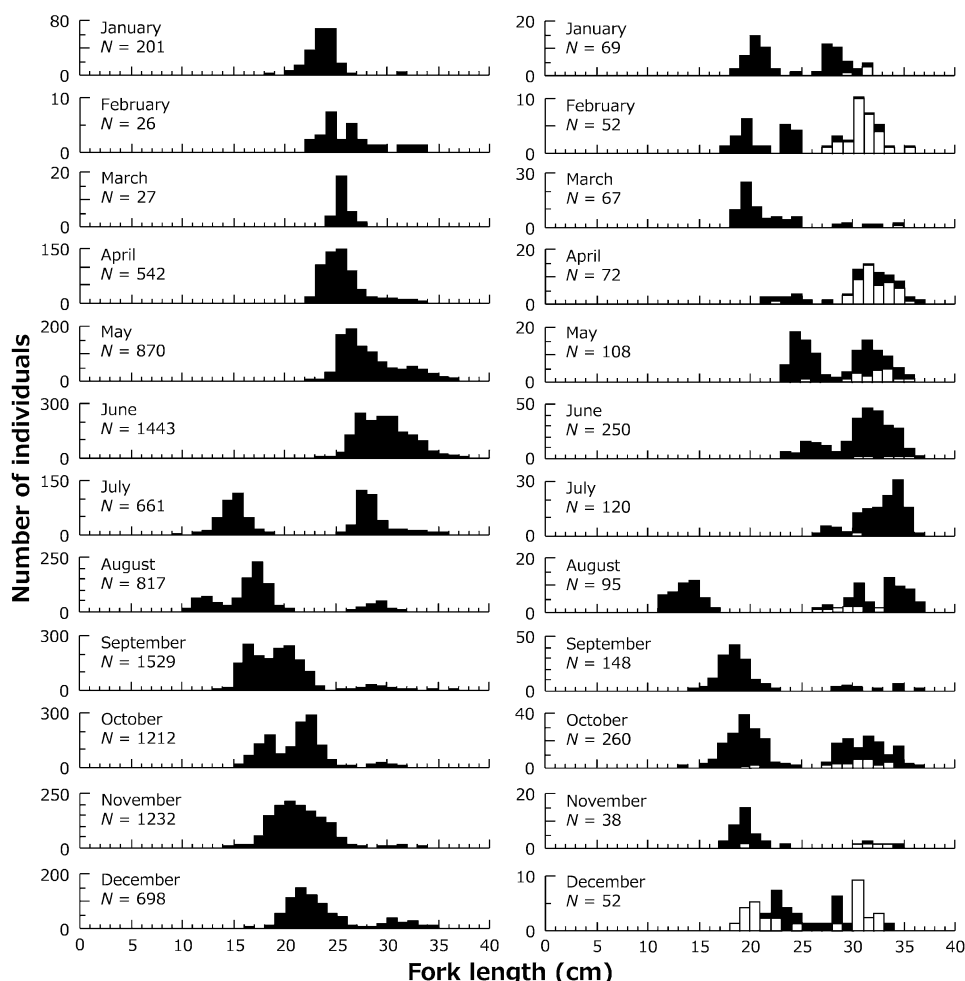 Number of individuals
80
0
January
N = 201
10
0
February
N = 26
20
0
March
N = 27
150
0
April
N = 542
200
0
May
N = 870
300
0
June
N = 1443
150
0
July
N = 661
250
0
August
N = 817
300
0
September
N = 1529
300
0
October
N = 1212
250
0
November
N = 1232
200
0
December
N = 698
0 5 10 15 20 25 30 35 40
20
0
January
N = 69
10
0
February
N = 52
30
0
March
N = 67
20
0
April
N = 72
20
0
May
N = 108
50
0
June
N = 250
30
0
July
N = 120
20
0
August
N = 95
50
0
September
N = 148
40
0
October
N = 260
20
0
November
N = 38
10
0
December
N = 52
0 5 10 15 20 25 30 35 40
Fork length (cm)